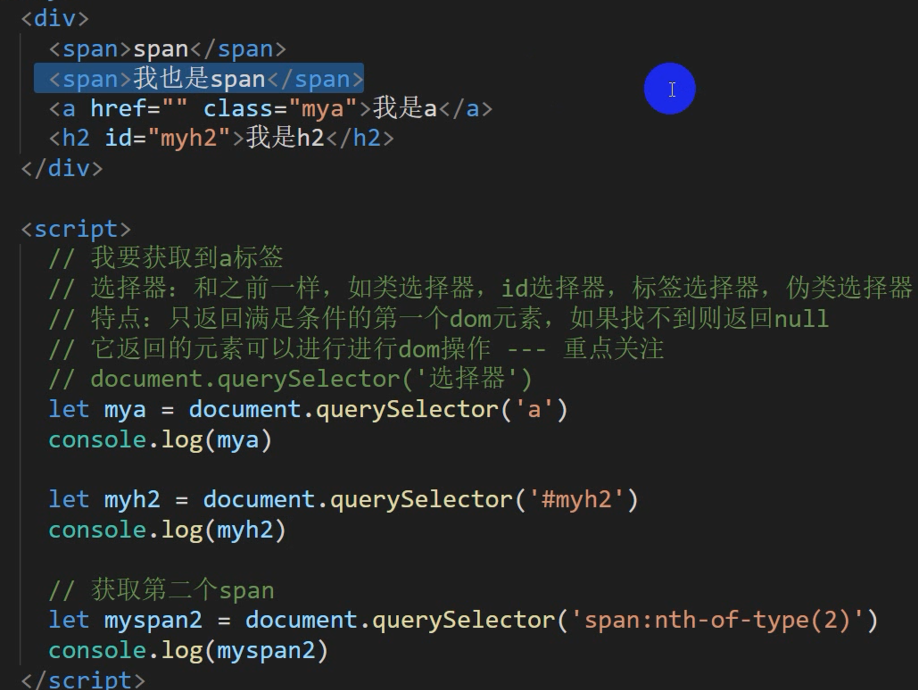 <div>
<span>span</span>
<span>我也是span</span>
<a href="" class="mya">我是a</a>
<h2 id="myh2">我是h2</h2>
</div>
<script>
// 我要获取到a标签
// 选择器：和之前一样，如类选择器，id选择器，标签选择器，伪类选择器
// 特点：只返回满足条件的第一个dom元素，如果找不到则返回null
// 它返回的元素可以进行进行dom操作 --- 重点关注
// document.querySelector('选择器')
let mya = document.querySelector('a')
console.log(mya)
let myh2 = document.querySelector('#myh2')
console.log(myh2)
// 获取第二个span
let myspan2 = document.querySelector('span:nth-of-type(2)')
console.log(myspan2)
</script>